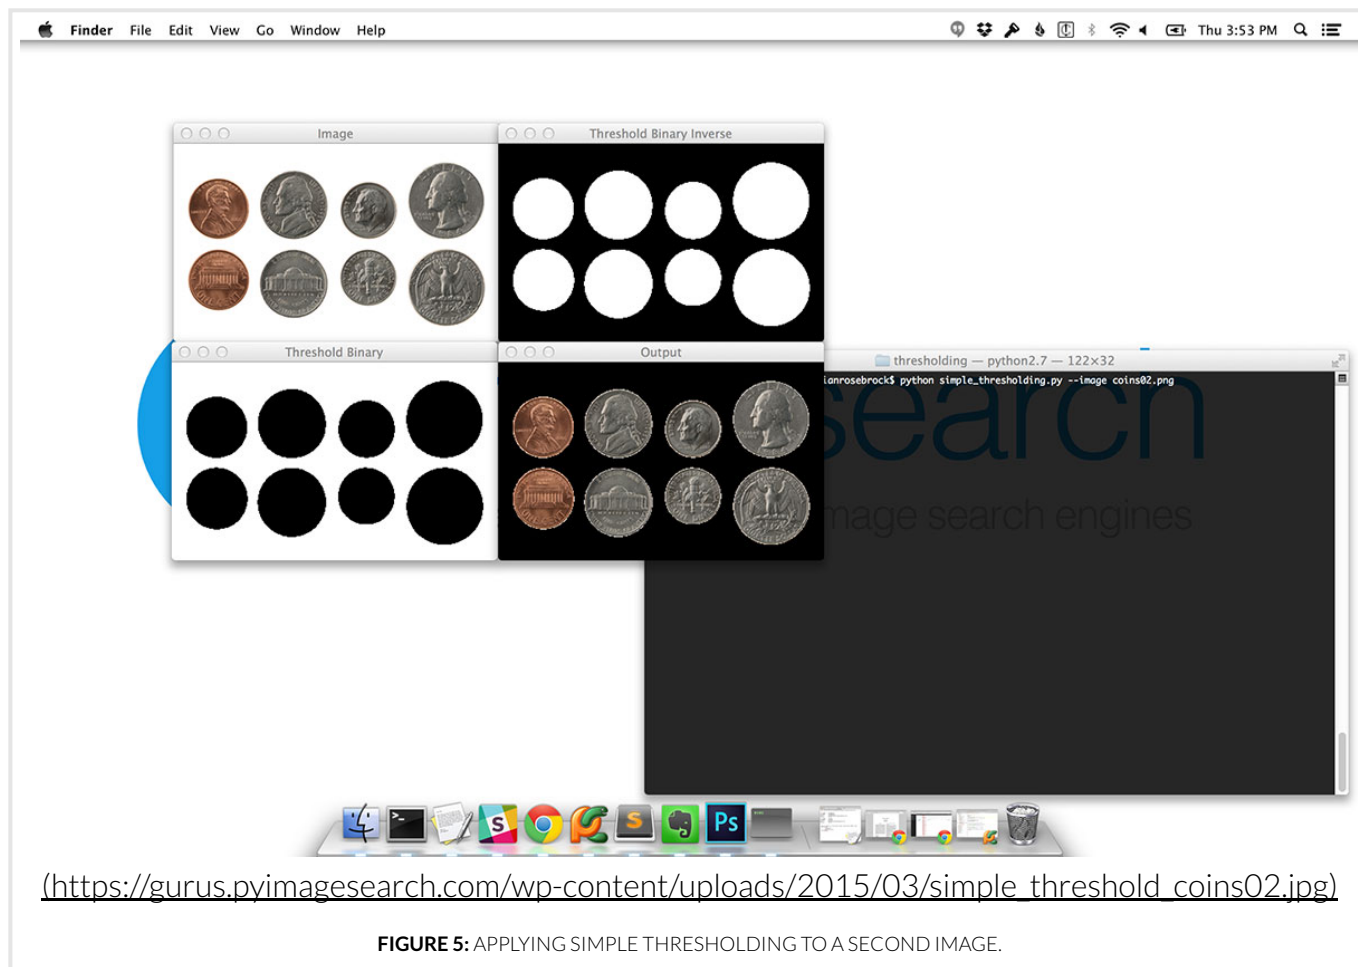 Finder File Edit View Go Window Help
Thu 3:53 PM
Image
Threshold Binary Inverse
Threshold Binary
Output
thresholding — python2.7 — 122×32
ianrosebrock$ python simple_thresholding.py --image coins02.png
search
mage search engines
S
S
Ps
(https://gurus.pyimagesearch.com/wp-content/uploads/2015/03/simple_threshold_coins02.jpg)
FIGURE 5: APPLYING SIMPLE THRESHOLDING TO A SECOND IMAGE.